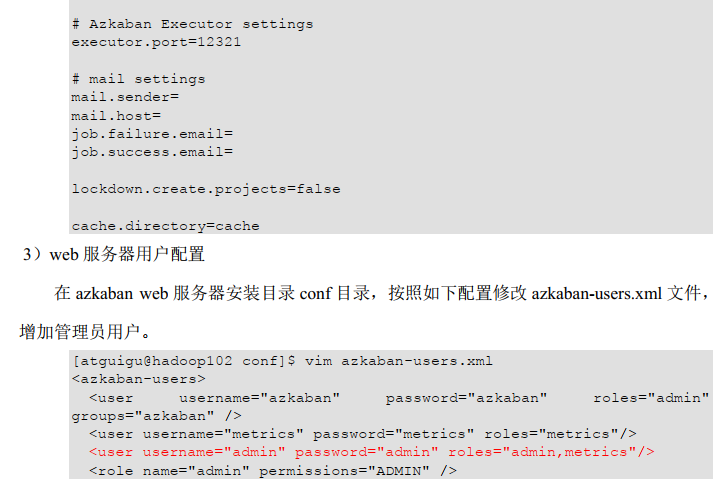 # Azkaban Executor settings
executor.port=12321
# mail settings
mail.sender=
mail.host=
job.failure.email=
job.success.email=
lockdown.create.projects=false
cache.directory=cache
3）web 服务器用户配置
在 azkaban web 服务器安装目录 conf 目录，按照如下配置修改 azkaban-users.xml 文件，
增加管理员用户。
[atguigu@hadoop102 conf]$ vim azkaban-users.xml
<azkaban-users>
<user username="azkaban" password="azkaban" roles="admin"
groups="azkaban" />
<user username="metrics" password="metrics" roles="metrics"/>
<user username="admin" password="admin" roles="admin,metrics"/>
<role name="admin" permissions="ADMIN" />